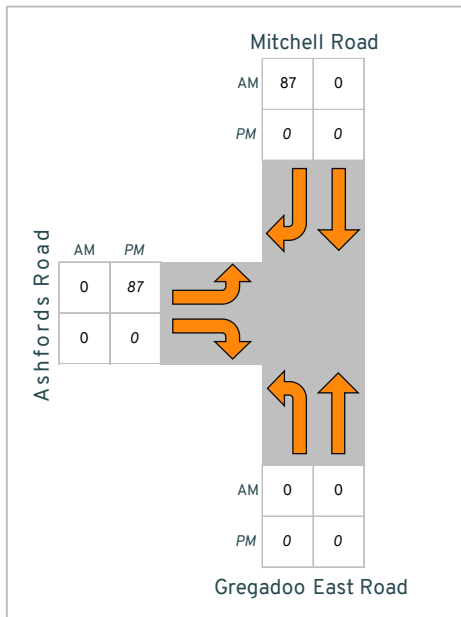 Mitchell Road
AM 87 0
PM 0 0
Ashfords Road
AM PM
0 87
0 0
AM 0 0
PM 0 0
Gregadoo East Road